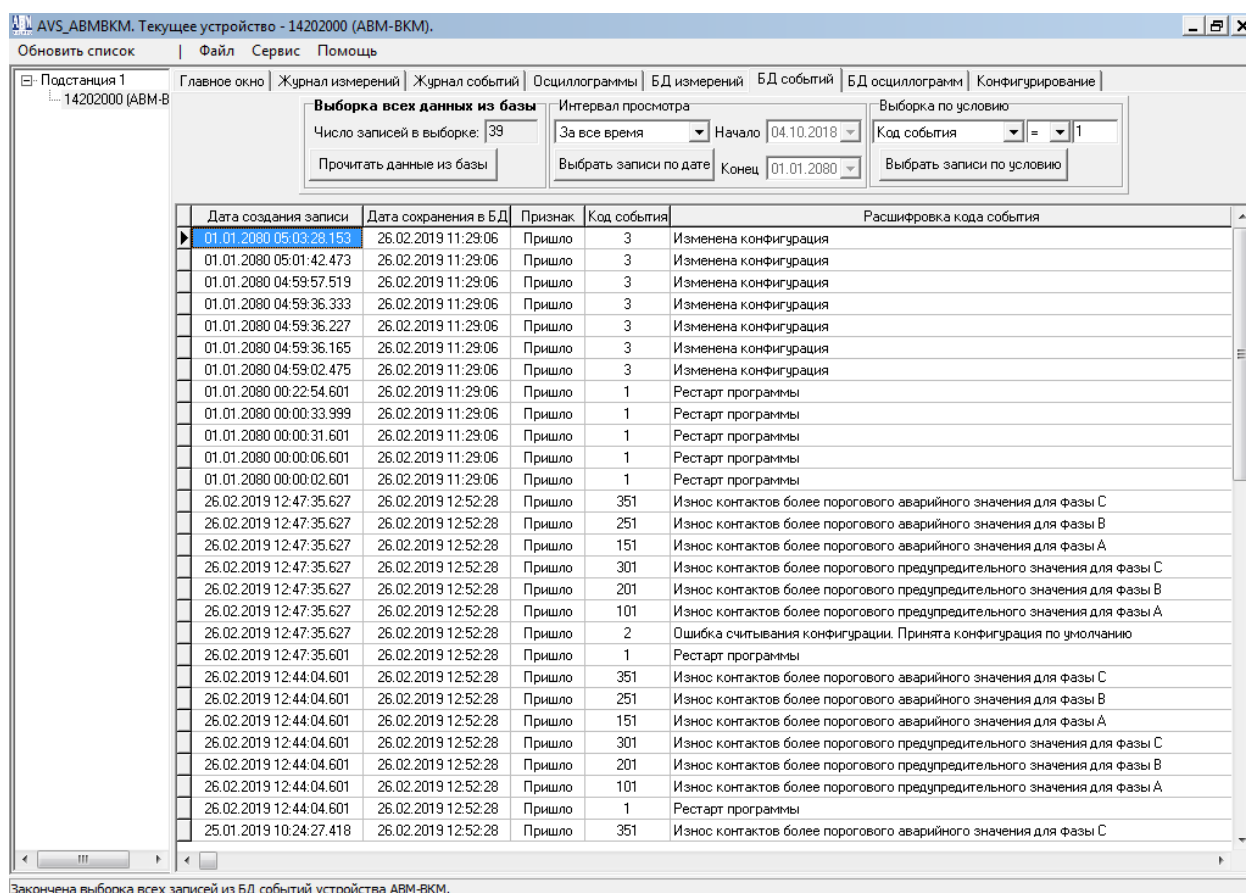 AVS_ABMBKM. Текущее устройство - 14202000 (АВМ-ВКМ).
Обновить список | Файл Сервис Помощь
Подстанция 1
14202000 (АВМ-В
Главное окно Журнал измерений Журнал событий Осциллограммы БД измерений БД событий БД осциллограмм Конфигурирование
Выборка всех данных из базы Интервал просмотра Выборка по условию
Число записей в выборке: 39 За все время Начало 04.10.2018 Код события = 1
Прочитать данные из базы Выбрать записи по дате Конец 01.01.2080 Выбрать записи по условию
Дата создания записи Дата сохранения в БД Признак Код события Расшифровка кода события
01.01.2080 05:03:28.153 26.02.2019 11:29:06 Пришло 3 Изменена конфигурация
01.01.2080 05:01:42.473 26.02.2019 11:29:06 Пришло 3 Изменена конфигурация
01.01.2080 04:59:57.519 26.02.2019 11:29:06 Пришло 3 Изменена конфигурация
01.01.2080 04:59:36.333 26.02.2019 11:29:06 Пришло 3 Изменена конфигурация
01.01.2080 04:59:36.227 26.02.2019 11:29:06 Пришло 3 Изменена конфигурация
01.01.2080 04:59:36.165 26.02.2019 11:29:06 Пришло 3 Изменена конфигурация
01.01.2080 04:59:02.475 26.02.2019 11:29:06 Пришло 3 Изменена конфигурация
01.01.2080 00:22:54.601 26.02.2019 11:29:06 Пришло 1 Рестарт программы
01.01.2080 00:00:33.999 26.02.2019 11:29:06 Пришло 1 Рестарт программы
01.01.2080 00:00:31.601 26.02.2019 11:29:06 Пришло 1 Рестарт программы
01.01.2080 00:00:06.601 26.02.2019 11:29:06 Пришло 1 Рестарт программы
01.01.2080 00:00:02.601 26.02.2019 11:29:06 Пришло 1 Рестарт программы
26.02.2019 12:47:35.627 26.02.2019 12:52:28 Пришло 351 Износ контактов более порогового аварийного значения для фазы С
26.02.2019 12:47:35.627 26.02.2019 12:52:28 Пришло 251 Износ контактов более порогового аварийного значения для фазы В
26.02.2019 12:47:35.627 26.02.2019 12:52:28 Пришло 151 Износ контактов более порогового аварийного значения для фазы А
26.02.2019 12:47:35.627 26.02.2019 12:52:28 Пришло 301 Износ контактов более порогового предупредительного значения для фазы С
26.02.2019 12:47:35.627 26.02.2019 12:52:28 Пришло 201 Износ контактов более порогового предупредительного значения для фазы В
26.02.2019 12:47:35.627 26.02.2019 12:52:28 Пришло 101 Износ контактов более порогового предупредительного значения для фазы А
26.02.2019 12:47:35.627 26.02.2019 12:52:28 Пришло 2 Ошибка считывания конфигурации. Принята конфигурация по умолчанию
26.02.2019 12:47:35.601 26.02.2019 12:52:28 Пришло 1 Рестарт программы
26.02.2019 12:44:04.601 26.02.2019 12:52:28 Пришло 351 Износ контактов более порогового аварийного значения для фазы С
26.02.2019 12:44:04.601 26.02.2019 12:52:28 Пришло 251 Износ контактов более порогового аварийного значения для фазы В
26.02.2019 12:44:04.601 26.02.2019 12:52:28 Пришло 151 Износ контактов более порогового аварийного значения для фазы А
26.02.2019 12:44:04.601 26.02.2019 12:52:28 Пришло 301 Износ контактов более порогового предупредительного значения для фазы С
26.02.2019 12:44:04.601 26.02.2019 12:52:28 Пришло 201 Износ контактов более порогового предупредительного значения для фазы В
26.02.2019 12:44:04.601 26.02.2019 12:52:28 Пришло 101 Износ контактов более порогового предупредительного значения для фазы А
26.02.2019 12:44:04.601 26.02.2019 12:52:28 Пришло 1 Рестарт программы
25.01.2019 10:24:27.418 26.02.2019 12:52:28 Пришло 351 Износ контактов более порогового аварийного значения для фазы С
Закончена выборка всех записей из БД событий устройства АВМ-ВКМ.